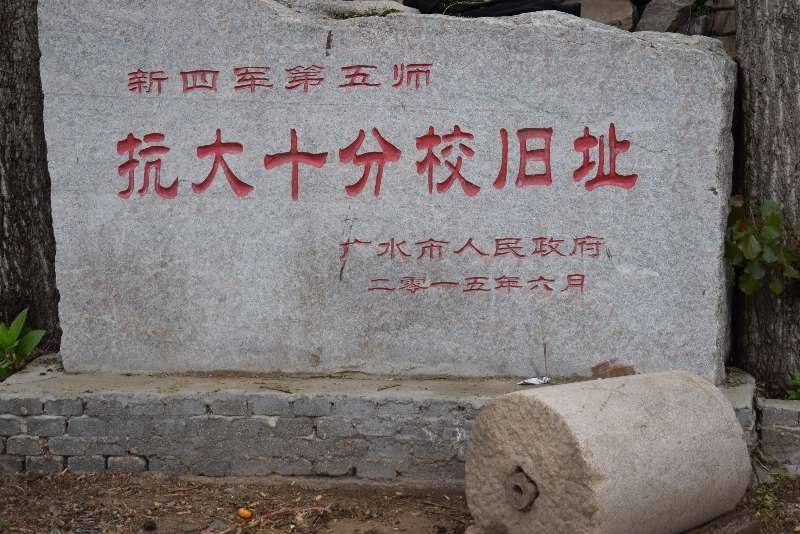 新四军第五师
抗大十分校旧址
广水市人民政府
二零一五年六月